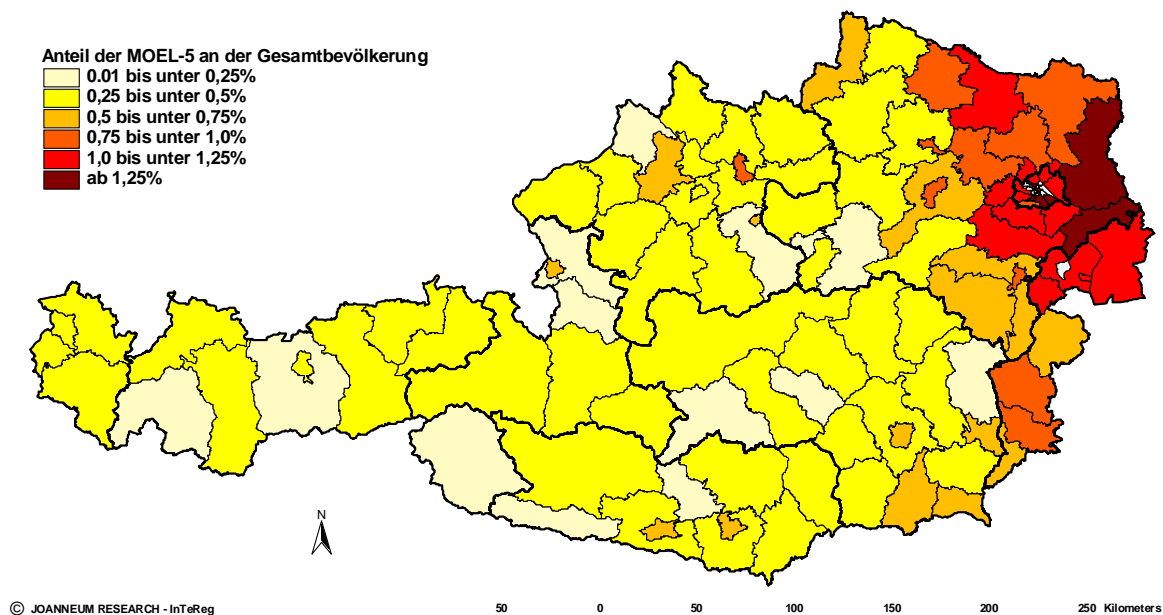 Anteil der MOEL-5 an der Gesamtbevölkerung
0.01 bis unter 0,25%
0,25 bis unter 0,5%
0,5 bis unter 0,75%
0,75 bis unter 1,0%
1,0 bis unter 1,25%
ab 1,25%
N
© JOANNEUM RESEARCH - InTeReg
50 0 50 100 150 200 250 Kilometers